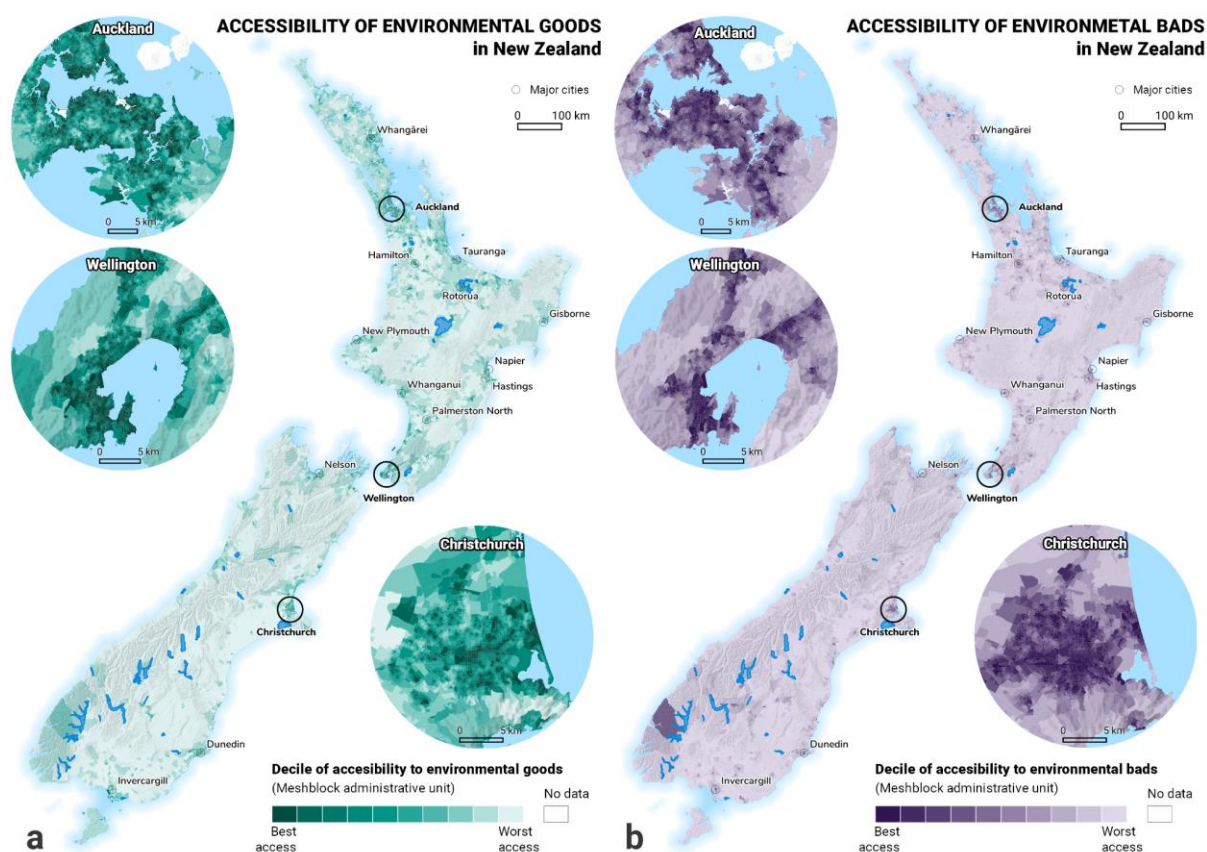 ACCESSIBILITY OF ENVIRONMENTAL GOODS
in New Zealand
Major cities
0 100 km
Auckland
0 5 km
Wellington
0 5 km
Whangārei
Auckland
Hamilton
Tauranga
Rotorua
Gisborne
New Plymouth
Napier
Whanganui
Hastings
Palmerston North
Nelson
Wellington
Christchurch
0 5 km
Christchurch
Dunedin
Invercargill
Decile of accesibility to environmental goods
(Meshblock administrative unit)
No data
Best
access
Worst
access
a
ACCESSIBILITY OF ENVIRONMETAL BADS
in New Zealand
Major cities
0 100 km
Auckland
0 5 km
Wellington
0 5 km
Whangārei
Auckland
Hamilton
Tauranga
Rotorua
Gisborne
New Plymouth
Napier
Whanganui
Hastings
Palmerston North
Nelson
Wellington
Christchurch
0 5 km
Christchurch
Dunedin
Invercargill
Decile of accesibility to environmental bads
(Meshblock administrative unit)
No data
Best
access
Worst
access
b